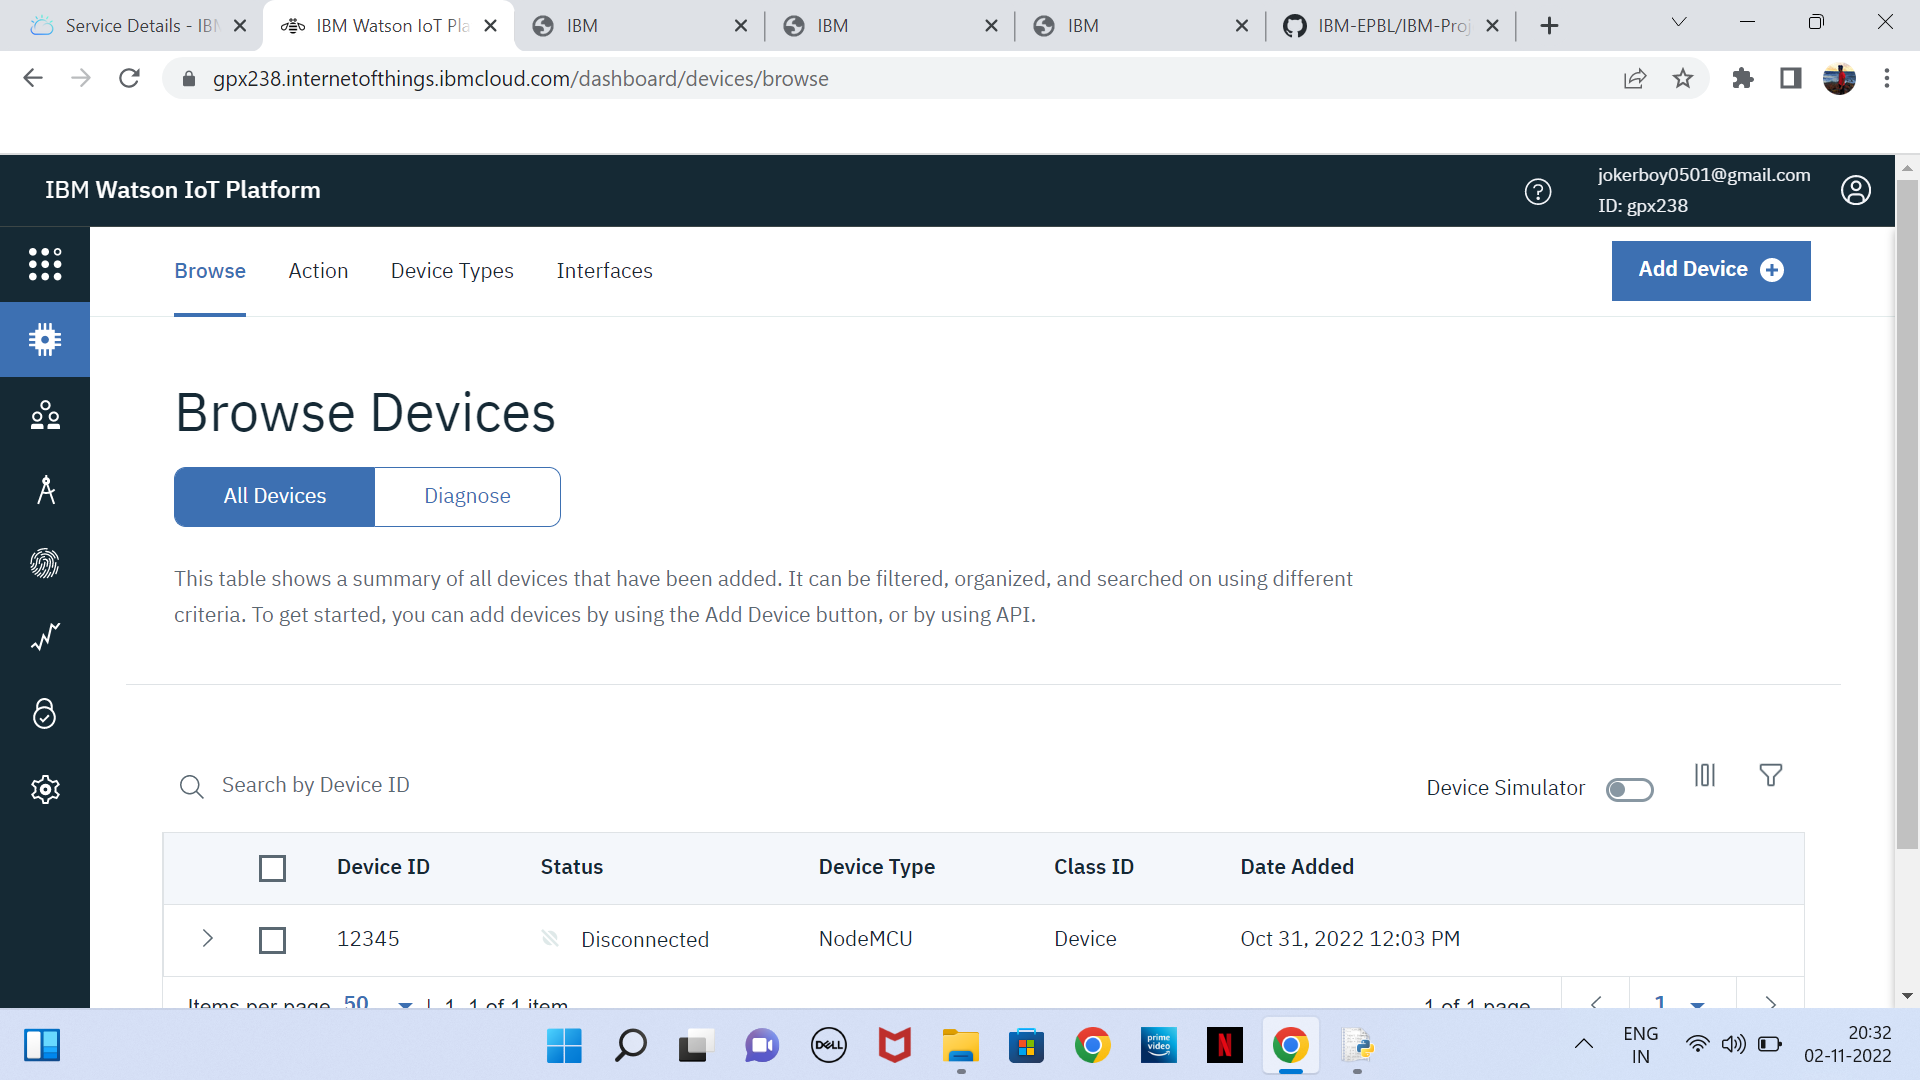 Service Details - IBM
IBM Watson IoT Pla
IBM
IBM
IBM
IBM-EPBL/IBM-Proj
gpx238.internetofthings.ibmcloud.com/dashboard/devices/browse
IBM Watson IoT Platform
jokerboy0501@gmail.com
ID: gpx238
Browse
Action
Device Types
Interfaces
Add Device
Browse Devices
All Devices
Diagnose
This table shows a summary of all devices that have been added. It can be filtered, organized, and searched on using different
criteria. To get started, you can add devices by using the Add Device button, or by using API.
Search by Device ID
Device Simulator
Device ID Status Device Type Class ID Date Added
12345 Disconnected NodeMCU Device Oct 31, 2022 12:03 PM
Items per page 50 | 1–1 of 1 item
1 of 1 page 1
DELL
prime video
N
ENG
IN
20:32
02-11-2022